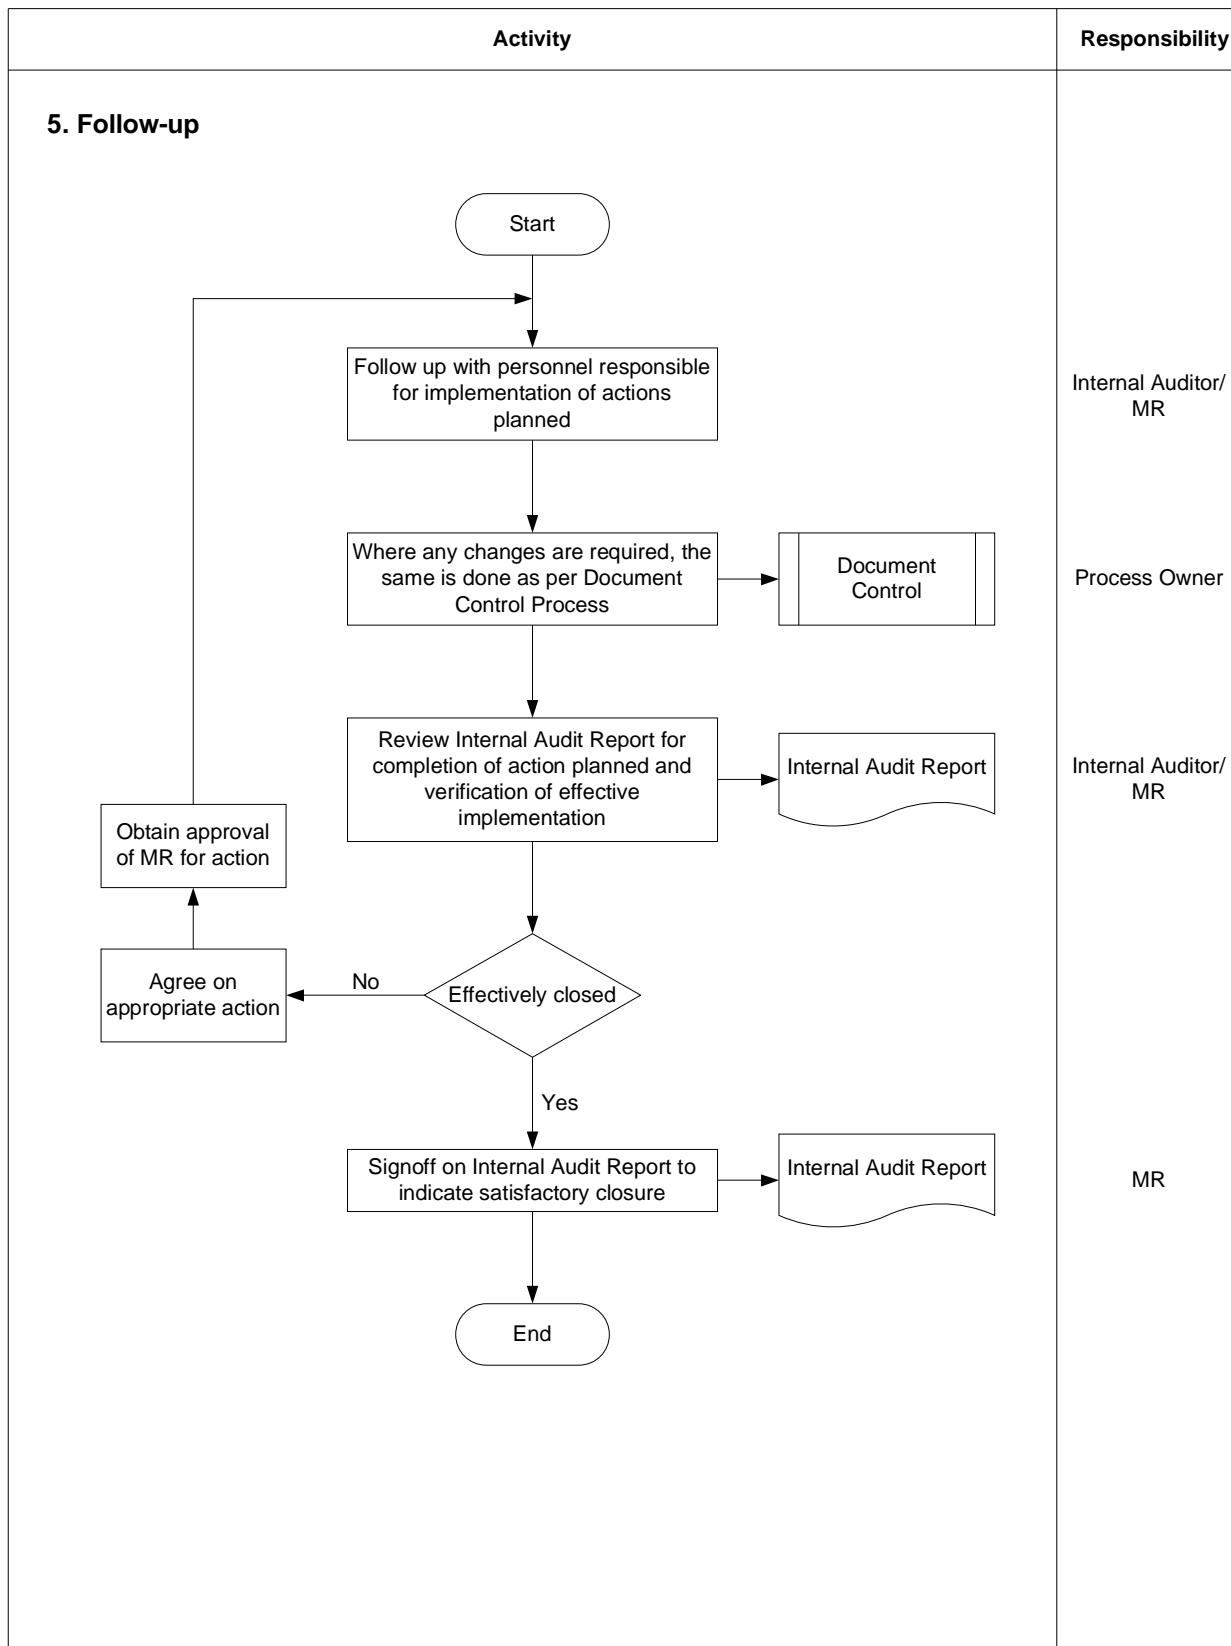 Activity
Responsibility
5. Follow-up
Start
Follow up with personnel responsible
for implementation of actions
planned
Internal Auditor/
MR
Where any changes are required, the
same is done as per Document
Control Process
Document
Control
Process Owner
Review Internal Audit Report for
completion of action planned and
verification of effective
implementation
Internal Audit Report
Internal Auditor/
MR
Obtain approval
of MR for action
Agree on
appropriate action
No
Effectively closed
Yes
Signoff on Internal Audit Report to
indicate satisfactory closure
Internal Audit Report
MR
End